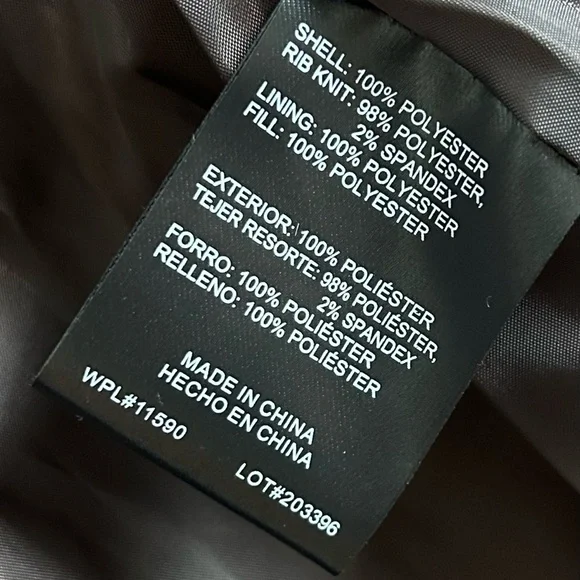 SHELL: 100% POLYESTER
RIB KNIT: 98% POLYESTER,
2% SPANDEX
LINING: 100% POLYESTER
FILL: 100% POLYESTER
EXTERIOR: 100% POLIÉSTER
TEJER RESORTE: 98% POLIÉSTER,
2% SPANDEX
FORRO: 100% POLIÉSTER
RELLENO: 100% POLIÉSTER
MADE IN CHINA
HECHO EN CHINA
WPL#11590
LOT#203396